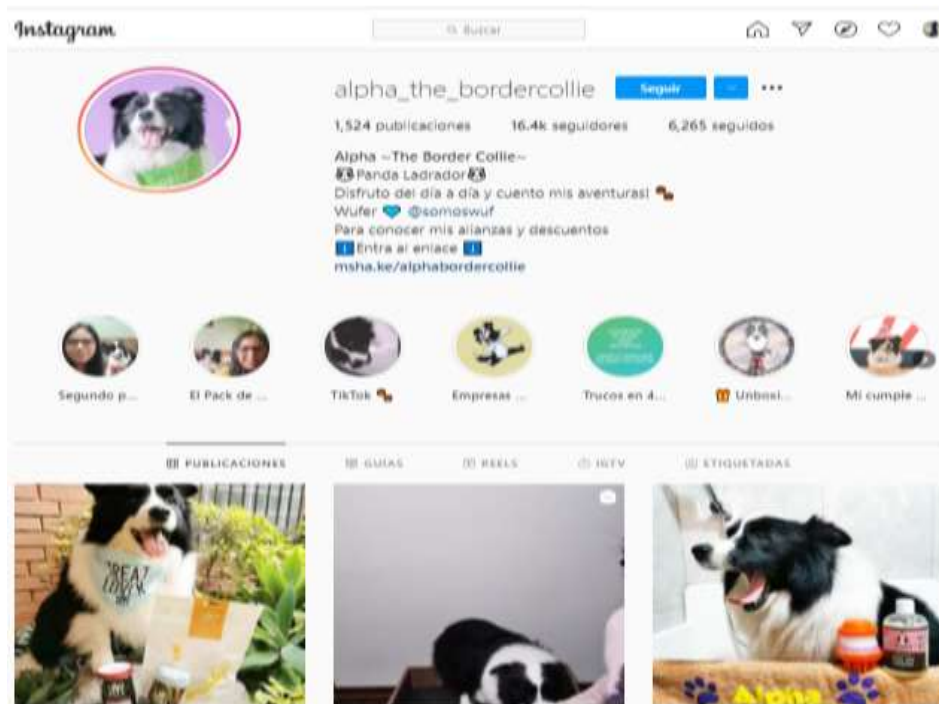 Instagram
Buscar
alpha_the_bordercollie Seguir
1,524 publicaciones 16.4k seguidores 6,265 seguidos
Alpha ~The Border Collie~
🐼Panda Ladrador🐼
Disfruto del día a día y cuento mis aventuras! 🐾
Wufer 💙 @somoswuf
Para conocer mis alianzas y descuentos
Entra al enlace
msha.ke/alphabordercollie
Segundo p... El Pack de ... TikTok 🐾 Empresas ... Trucos en 4... 🎁 Unboxi... Mi cumple ...
PUBLICACIONES GUÍAS REELS IGTV ETIQUETADAS
TREAT
LOVER
Alpha